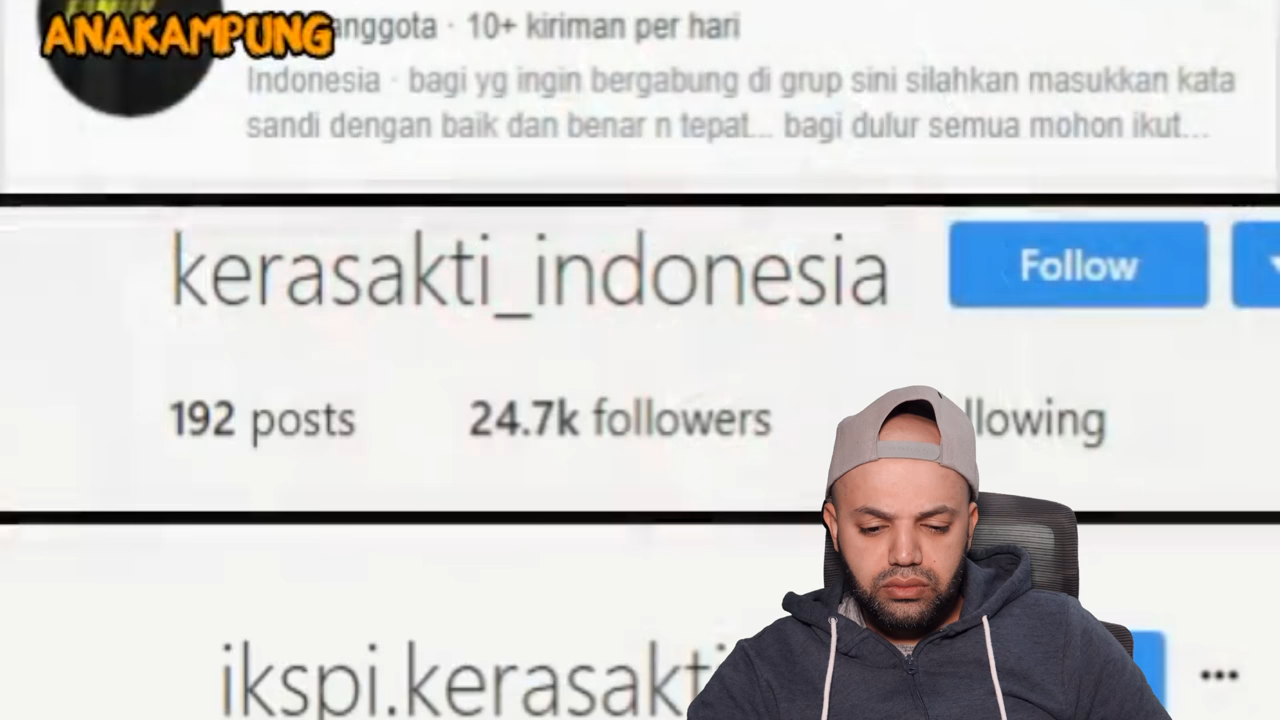 ANAKAMPUNG
anggota · 10+ kiriman per hari
Indonesia · bagi yg ingin bergabung di grup sini silahkan masukkan kata
sandi dengan baik dan benar n tepat... bagi dulur semua mohon ikut...
kerasakti_indonesia
Follow
192 posts 24.7k followers llowing
ikspi.kerasakti